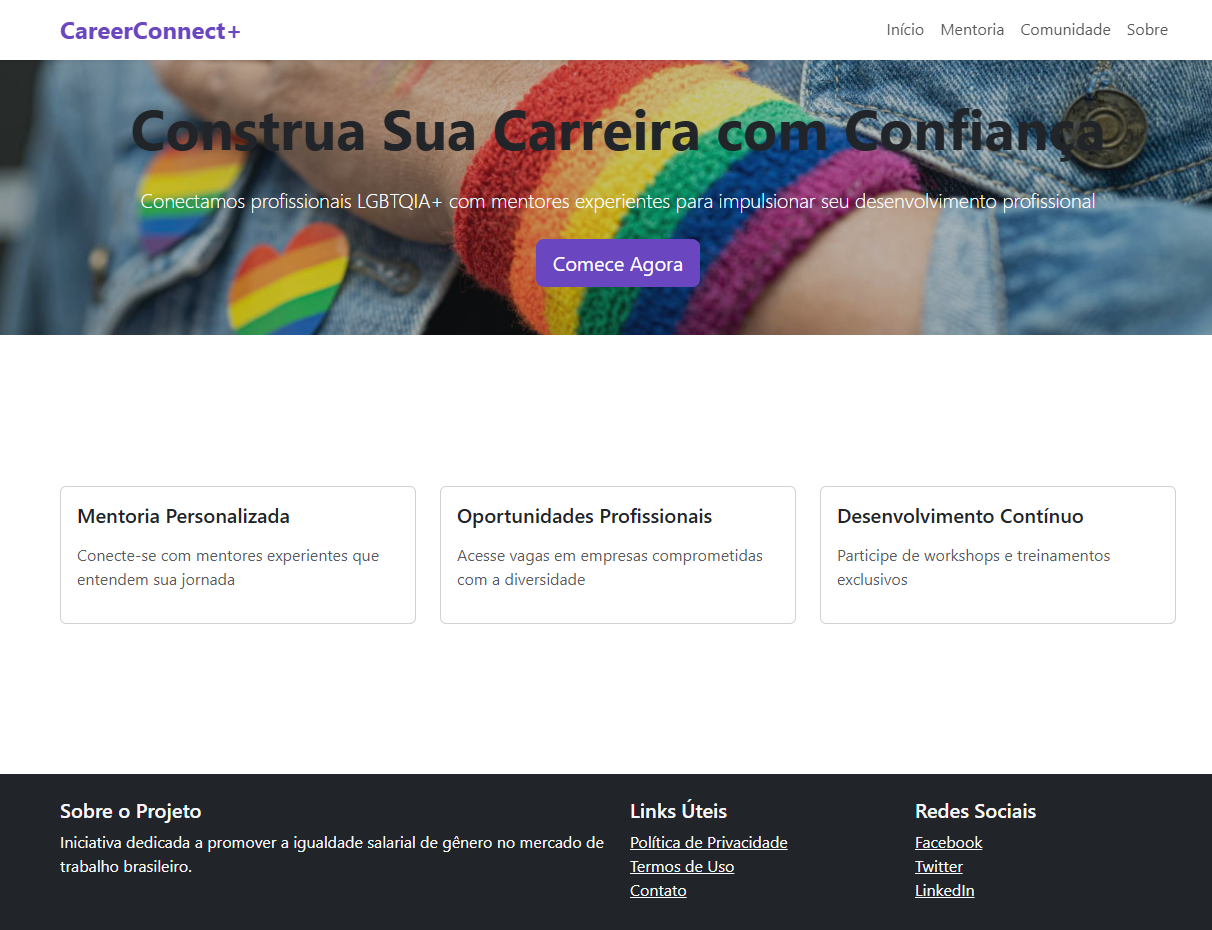 CareerConnect+
Início Mentoria Comunidade Sobre
Construa Sua Carreira com Confiança
Conectamos profissionais LGBTQIA+ com mentores experientes para impulsionar seu desenvolvimento profissional
Comece Agora
Mentoria Personalizada
Conecte-se com mentores experientes que
entendem sua jornada
Oportunidades Profissionais
Acesse vagas em empresas comprometidas
com a diversidade
Desenvolvimento Contínuo
Participe de workshops e treinamentos
exclusivos
Sobre o Projeto
Iniciativa dedicada a promover a igualdade salarial de gênero no mercado de
trabalho brasileiro.
Links Úteis
Política de Privacidade
Termos de Uso
Contato
Redes Sociais
Facebook
Twitter
LinkedIn